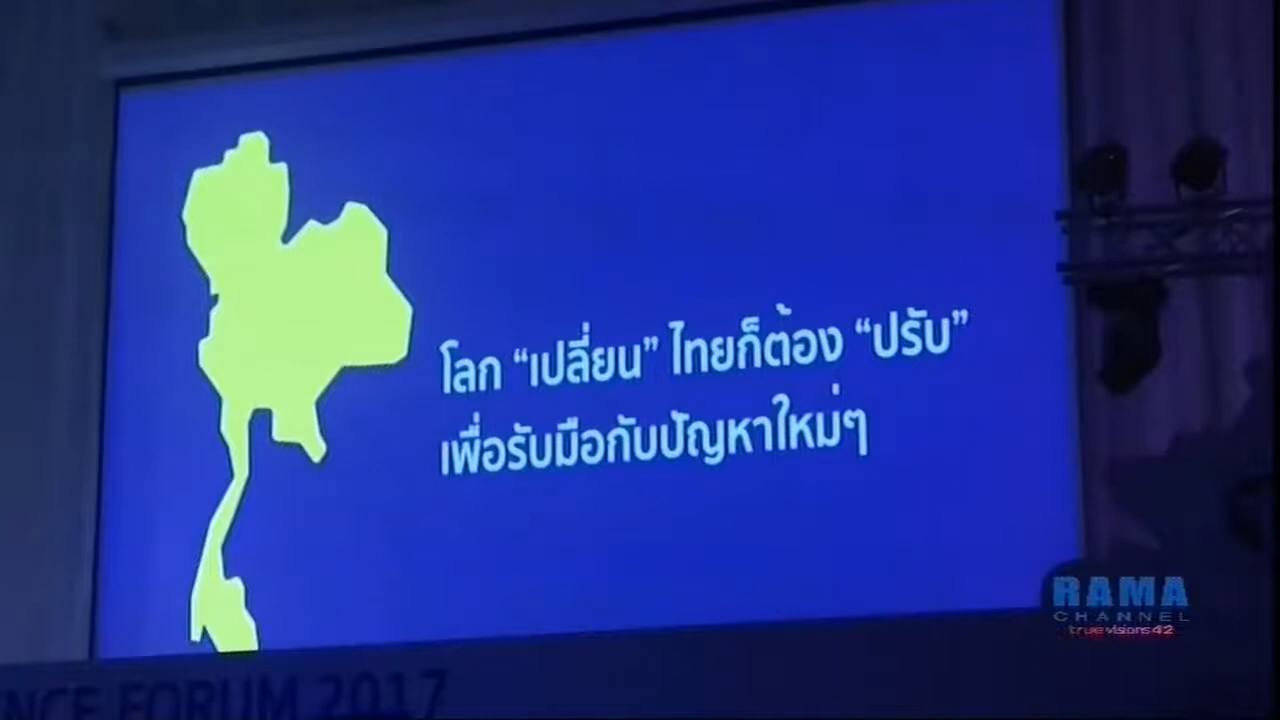 โลก “เปลี่ยน” ไทยก็ต้อง “ปรับ”
เพื่อรับมือกับปัญหาใหม่ๆ
RAMA
CHANNEL
truevisions42
FORUM 2017